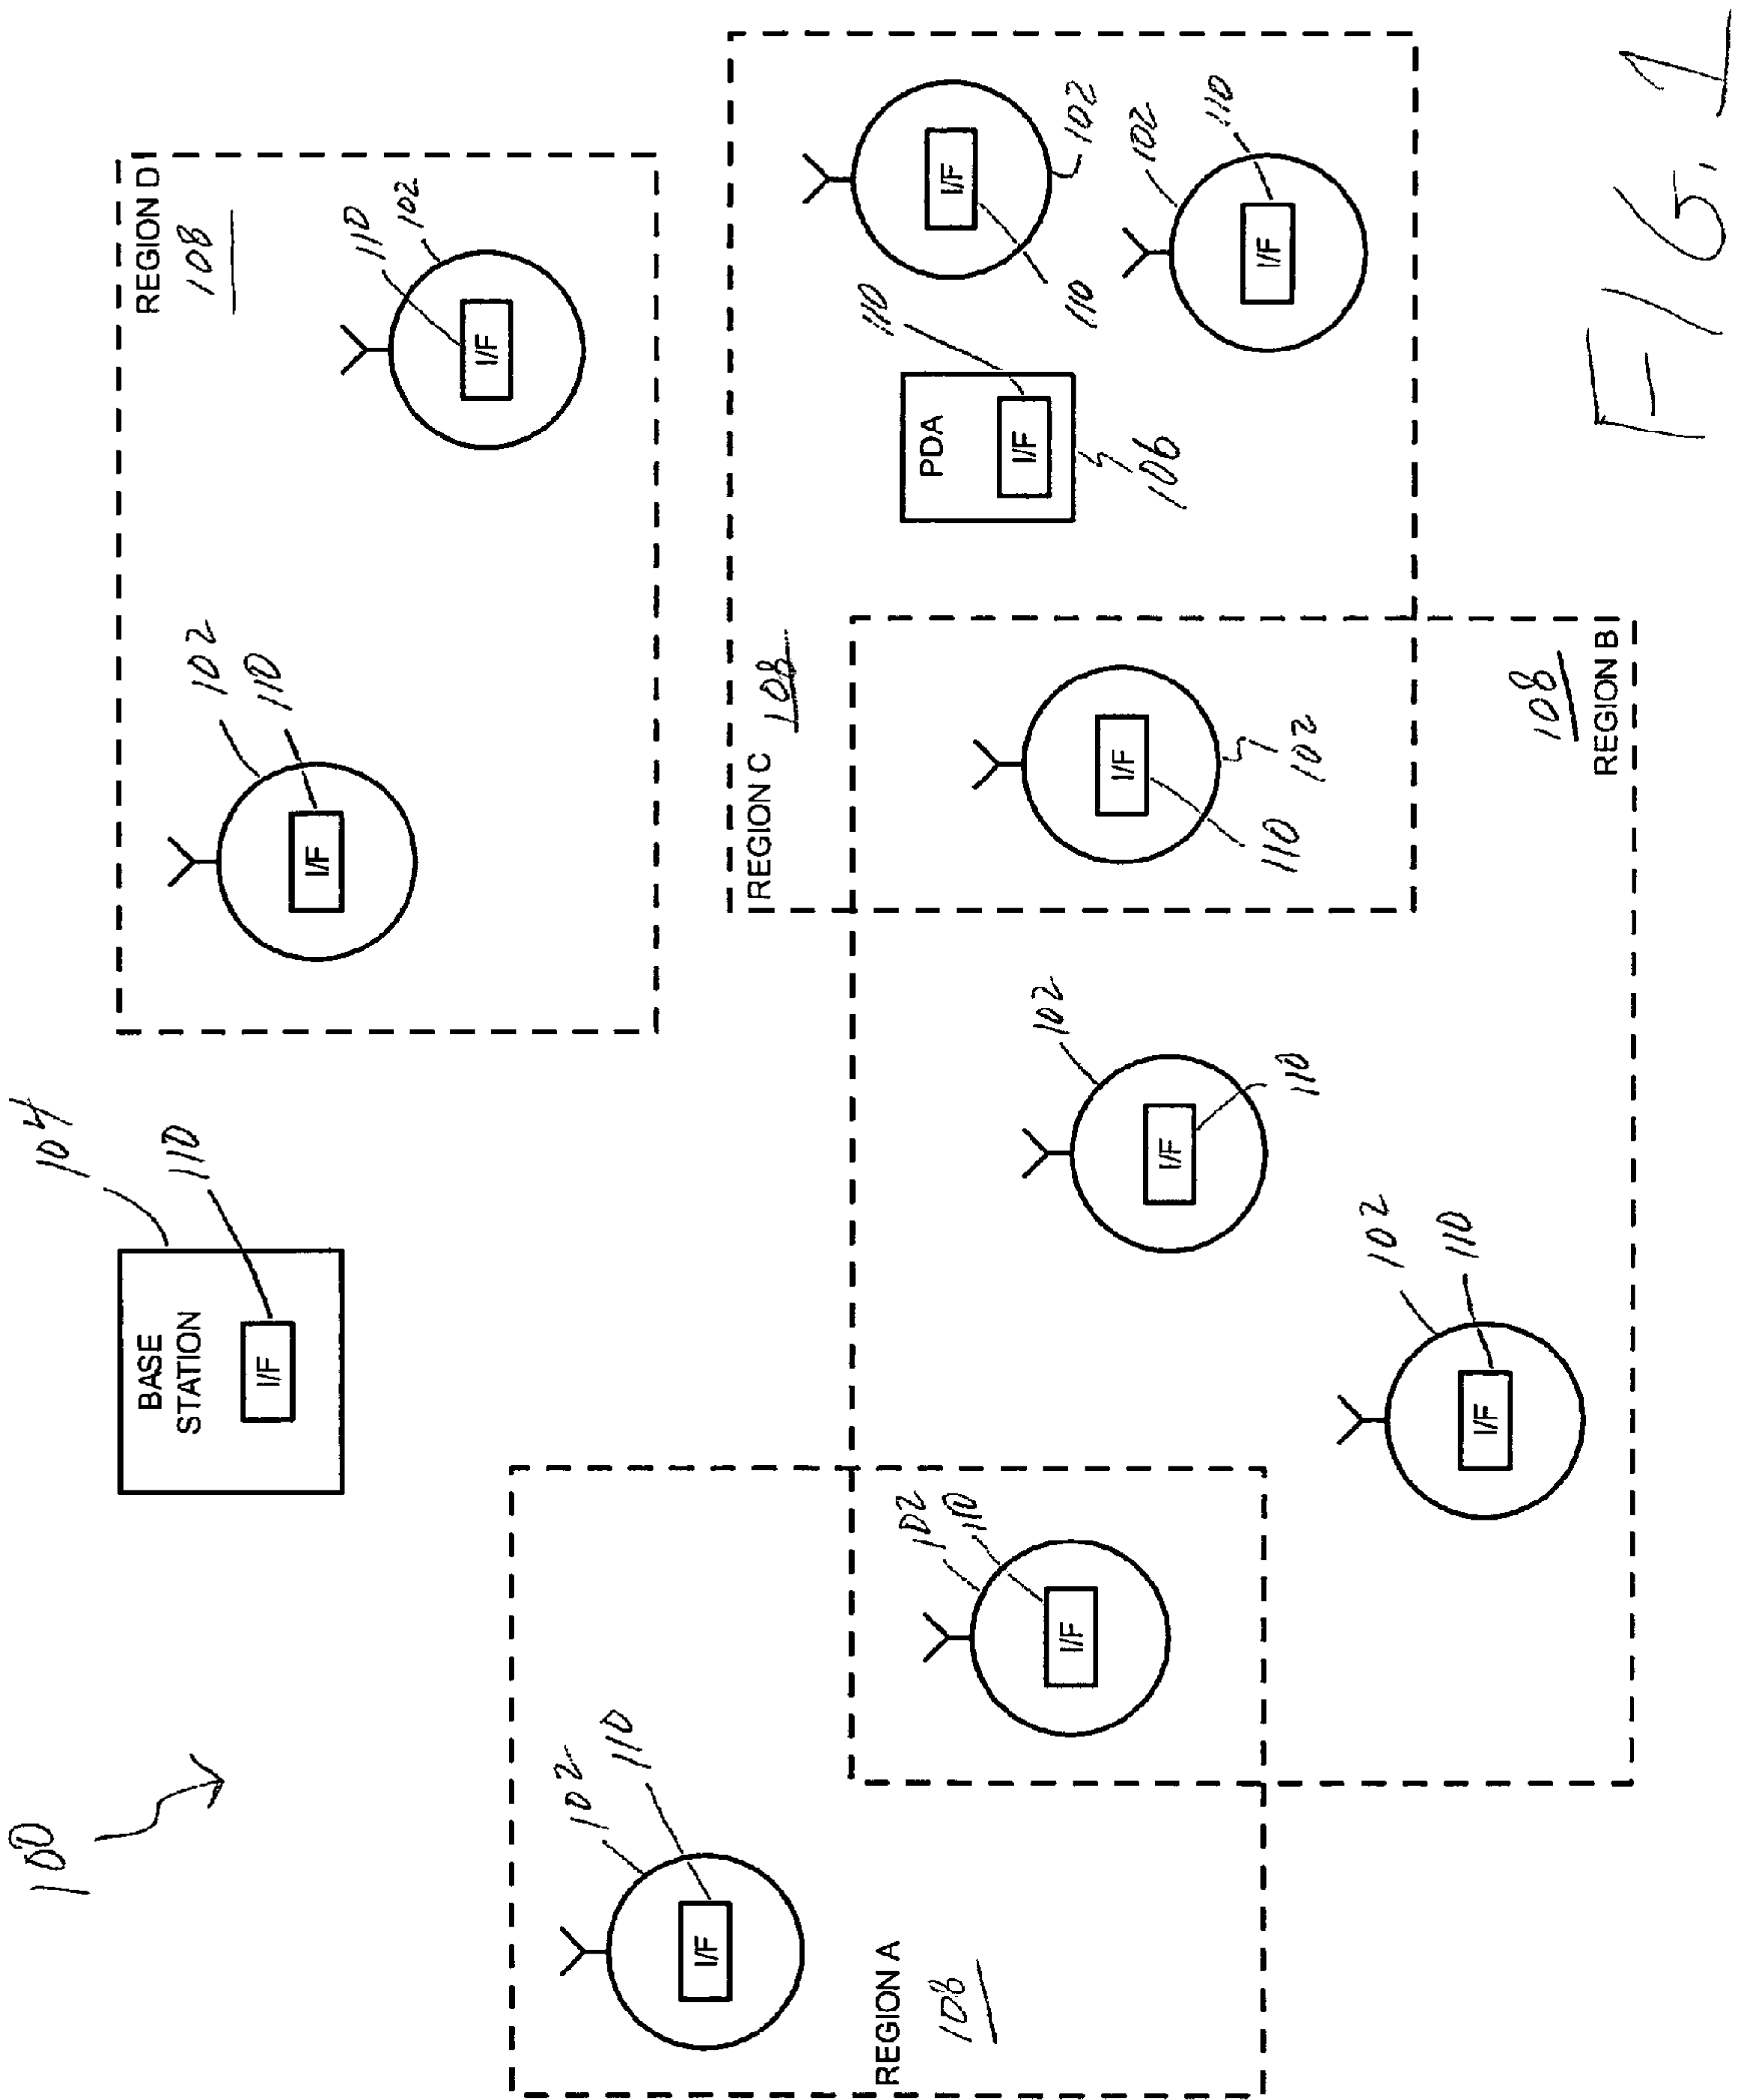 100
104
110
BASE
STATION
I/F
REGION D
108
102
110
I/F
110
102
I/F
102
110
I/F
REGION A
108
102
110
I/F
102
I/F
110
102
110
I/F
REGION C
108
I/F
110
102
110
PDA
I/F
106
I/F
102
110
102
110
I/F
108
REGION B
FIG. 1